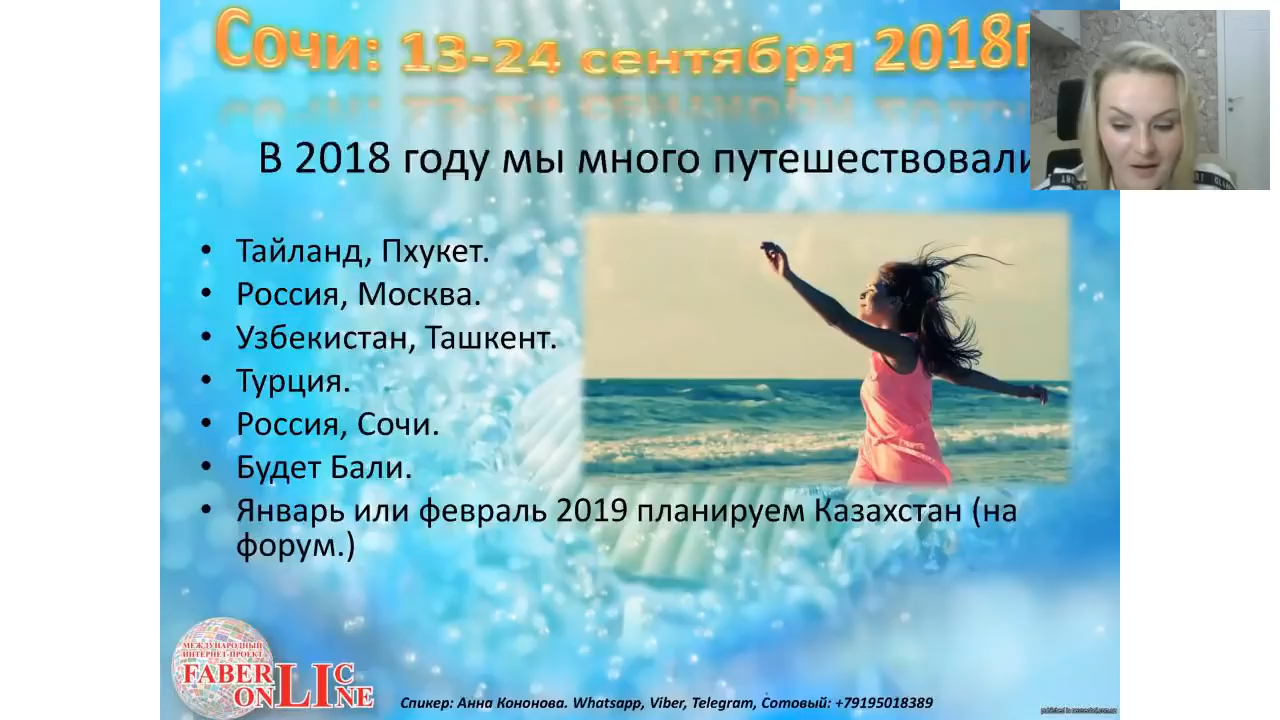 Сочи: 13-24 сентября 2018г
В 2018 году мы много путешествовали
• Тайланд, Пхукет.
• Россия, Москва.
• Узбекистан, Ташкент.
• Турция.
• Россия, Сочи.
• Будет Бали.
• Январь или февраль 2019 планируем Казахстан (на
форум.)
МЕЖДУНАРОДНЫЙ
ИНТЕРНЕТ-ПРОЕКТ
FABERLIC
ONLINE
Спикер: Анна Кононова. Whatsapp, Viber, Telegram, Сотовый: +79195018389